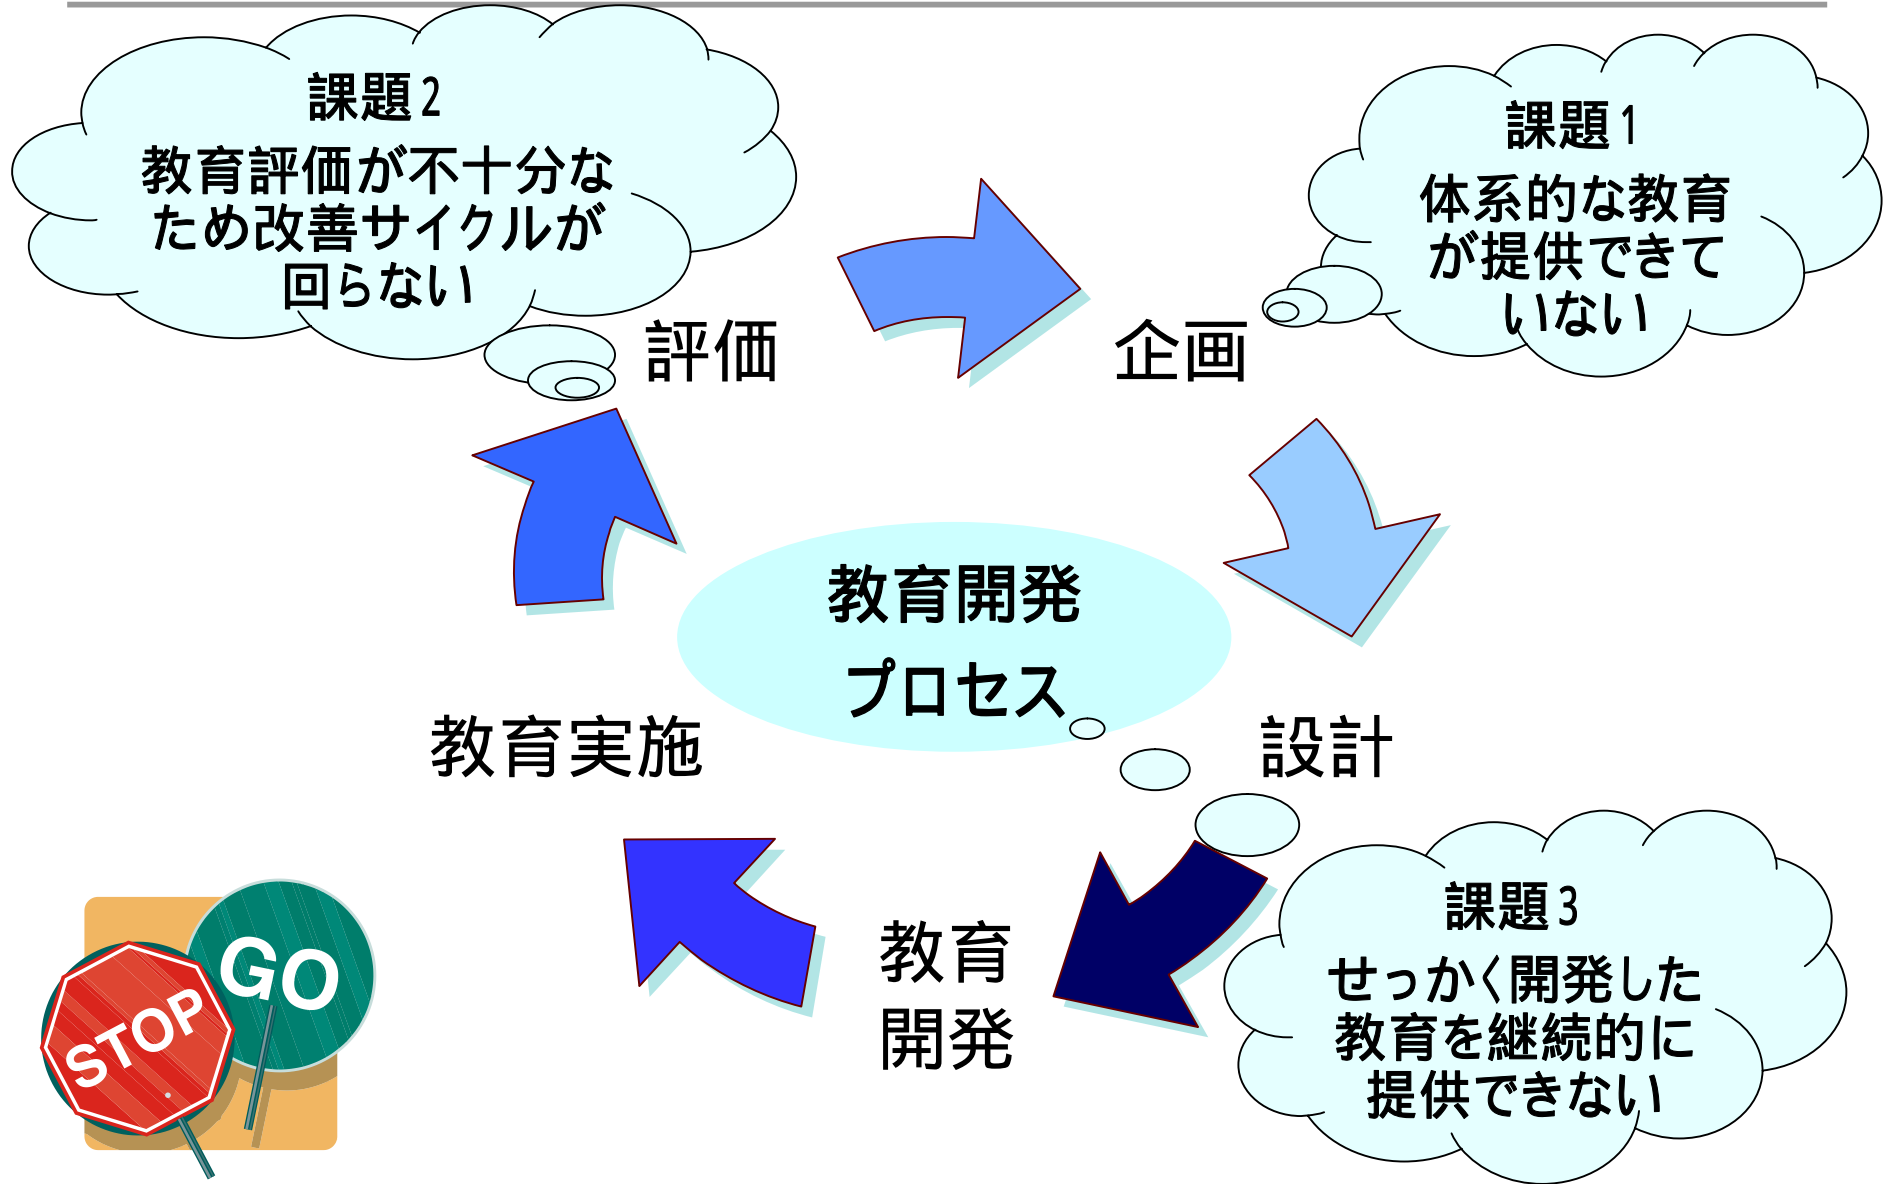 課題2
教育評価が不十分な
ため改善サイクルが
回らない
課題1
体系的な教育
が提供できて
いない
評価
企画
教育開発
プロセス
教育実施
設計
教育
開発
課題3
せっかく開発した
教育を継続的に
提供できない
GO
STOP